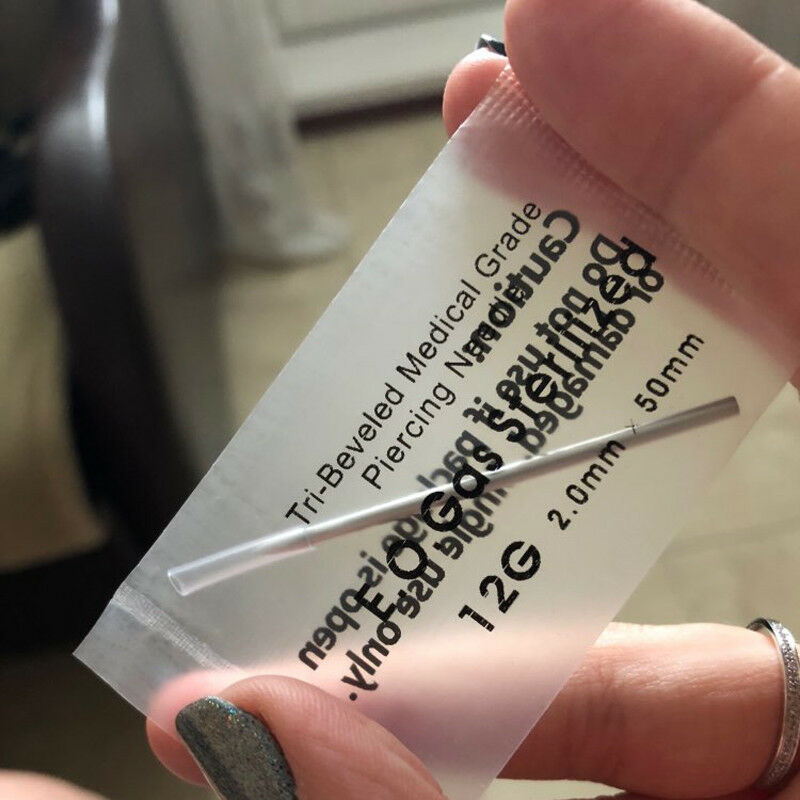 Tri-Beveled Medical Grade
Piercing Needle
E.O Gas Sterilized
12G 2.0mm × 50mm
Caution:
Do not use if package is open
or damaged. Single use only.